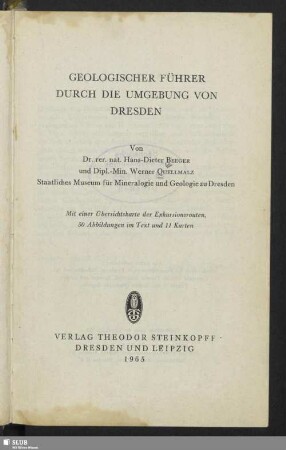 GEOLOGISCHER FÜHRER
DURCH DIE UMGEBUNG VON
DRESDEN
Von
Dr. rer. nat. Hans-Dieter BEEGER
und Dipl.-Min. Werner QUELLMALZ
Staatliches Museum für Mineralogie und Geologie zu Dresden
Mit einer Übersichtskarte der Exkursionsrouten,
50 Abbildungen im Text und 11 Karten
VERLAG THEODOR STEINKOPFF
DRESDEN UND LEIPZIG
1965
SLUB